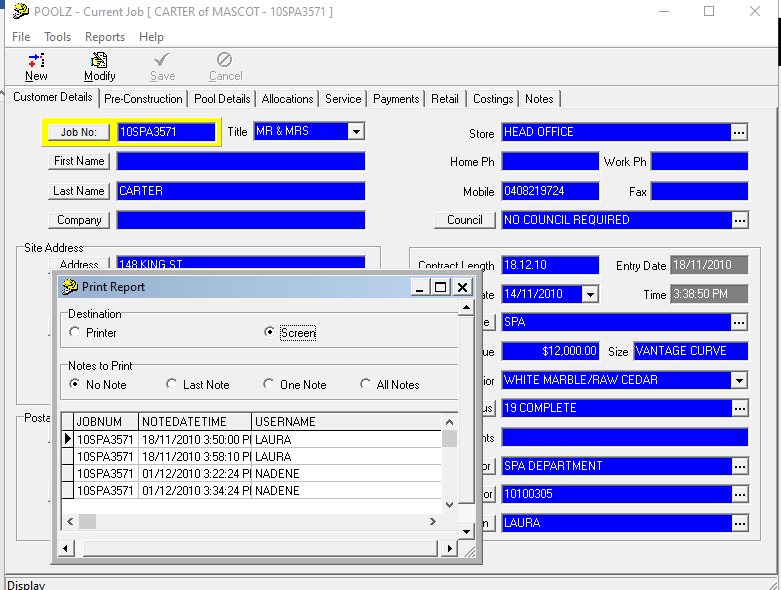 POOLZ - Current Job [ CARTER of MASCOT - 10SPA3571 ]
File Tools Reports Help
New Modify Save Cancel
Customer Details Pre-Construction Pool Details Allocations Service Payments Retail Costings Notes
Job No: 10SPA3571 Title MR & MRS Store HEAD OFFICE
First Name Home Ph Work Ph
Last Name CARTER Mobile 0408219724 Fax
Company Council NO COUNCIL REQUIRED
Site Address
Address 148 KING ST Contract Length 18.12.10 Entry Date 18/11/2010
Print Report
ate 14/11/2010 Time 3:38:50 PM
Destination
Printer Screen
e SPA
Notes to Print
ue $12,000.00 Size VANTAGE CURVE
No Note Last Note One Note All Notes
ior WHITE MARBLE/RAW CEDAR
us 19 COMPLETE
Posta
JOBNUM NOTEDATETIME USERNAME
10SPA3571 18/11/2010 3:50:00 PI LAURA
nts
10SPA3571 18/11/2010 3:58:10 PI LAURA
or SPA DEPARTMENT
10SPA3571 01/12/2010 3:22:24 PI NADENE
10SPA3571 01/12/2010 3:34:24 PI NADENE
or 10100305
n LAURA
Display